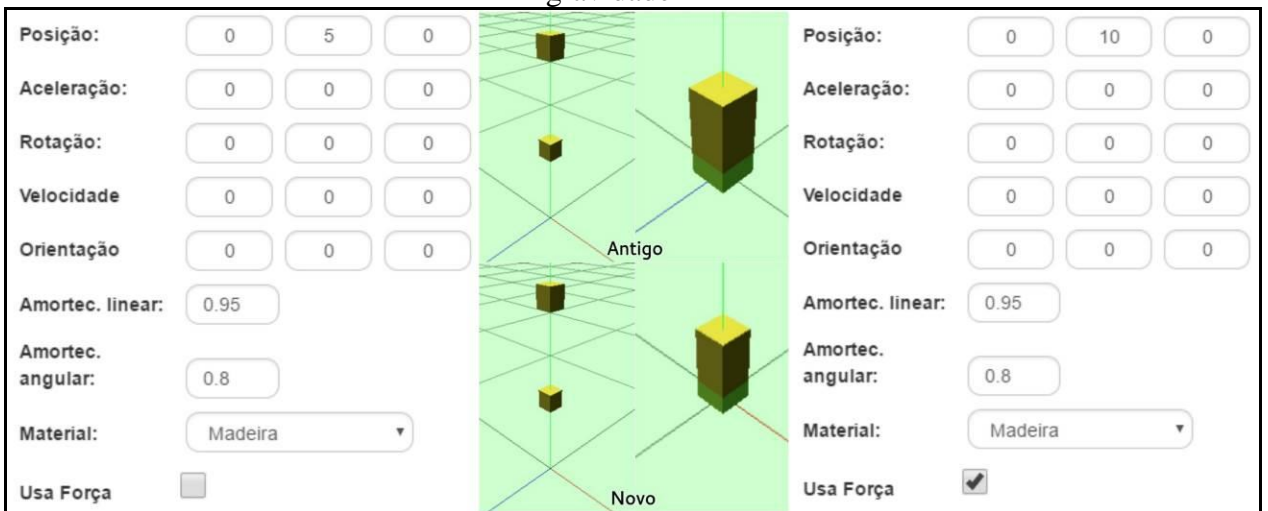 Posição: 0 5 0
Aceleração: 0 0 0
Rotação: 0 0 0
Velocidade 0 0 0
Orientação 0 0 0
Amortec. linear: 0.95
Amortec.
angular: 0.8
Material: Madeira
Usa Força
Antigo
Novo
Posição: 0 10 0
Aceleração: 0 0 0
Rotação: 0 0 0
Velocidade 0 0 0
Orientação 0 0 0
Amortec. linear: 0.95
Amortec.
angular: 0.8
Material: Madeira
Usa Força